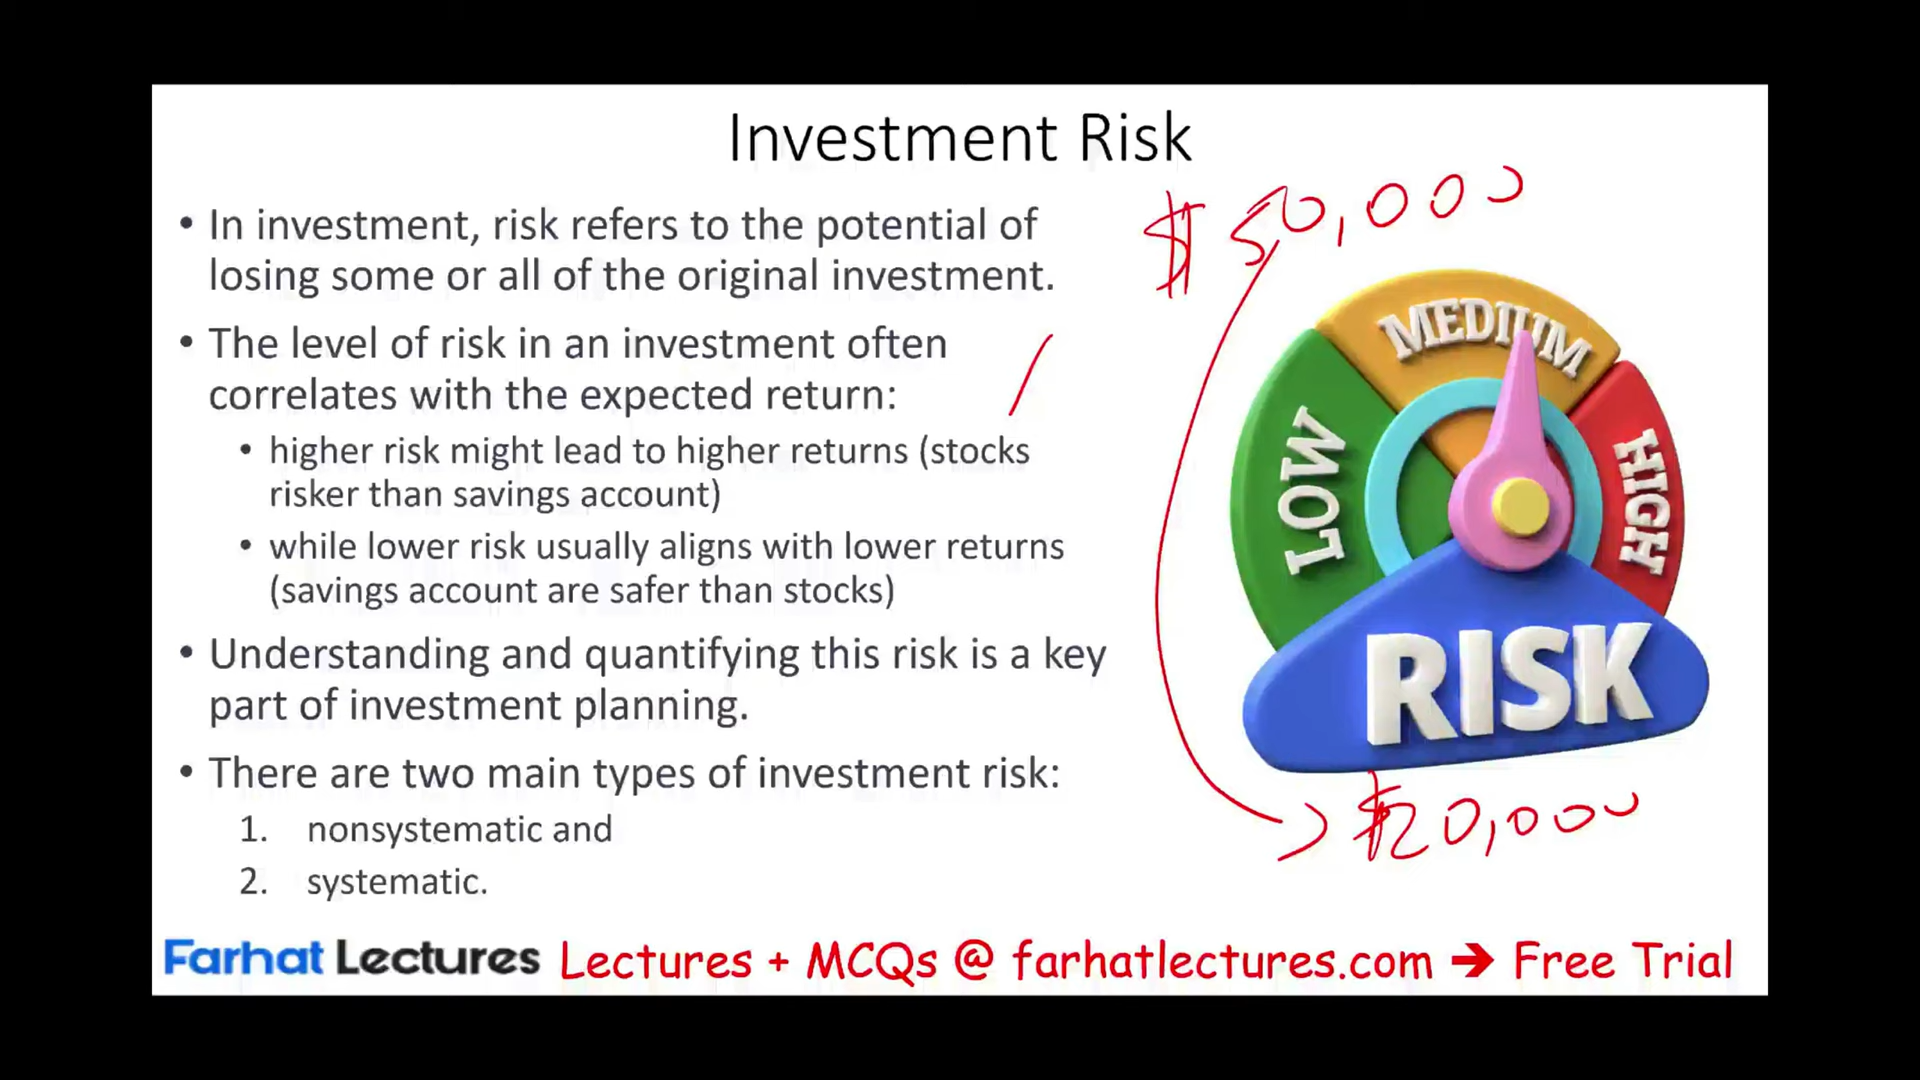 Investment Risk
• In investment, risk refers to the potential of
losing some or all of the original investment.
• The level of risk in an investment often
correlates with the expected return:
• higher risk might lead to higher returns (stocks
risker than savings account)
• while lower risk usually aligns with lower returns
(savings account are safer than stocks)
• Understanding and quantifying this risk is a key
part of investment planning.
• There are two main types of investment risk:
1. nonsystematic and
2. systematic.
$50,000
LOW
MEDIUM
HIGH
RISK
$20,000
Farhat Lectures Lectures + MCQs @ farhatlectures.com → Free Trial